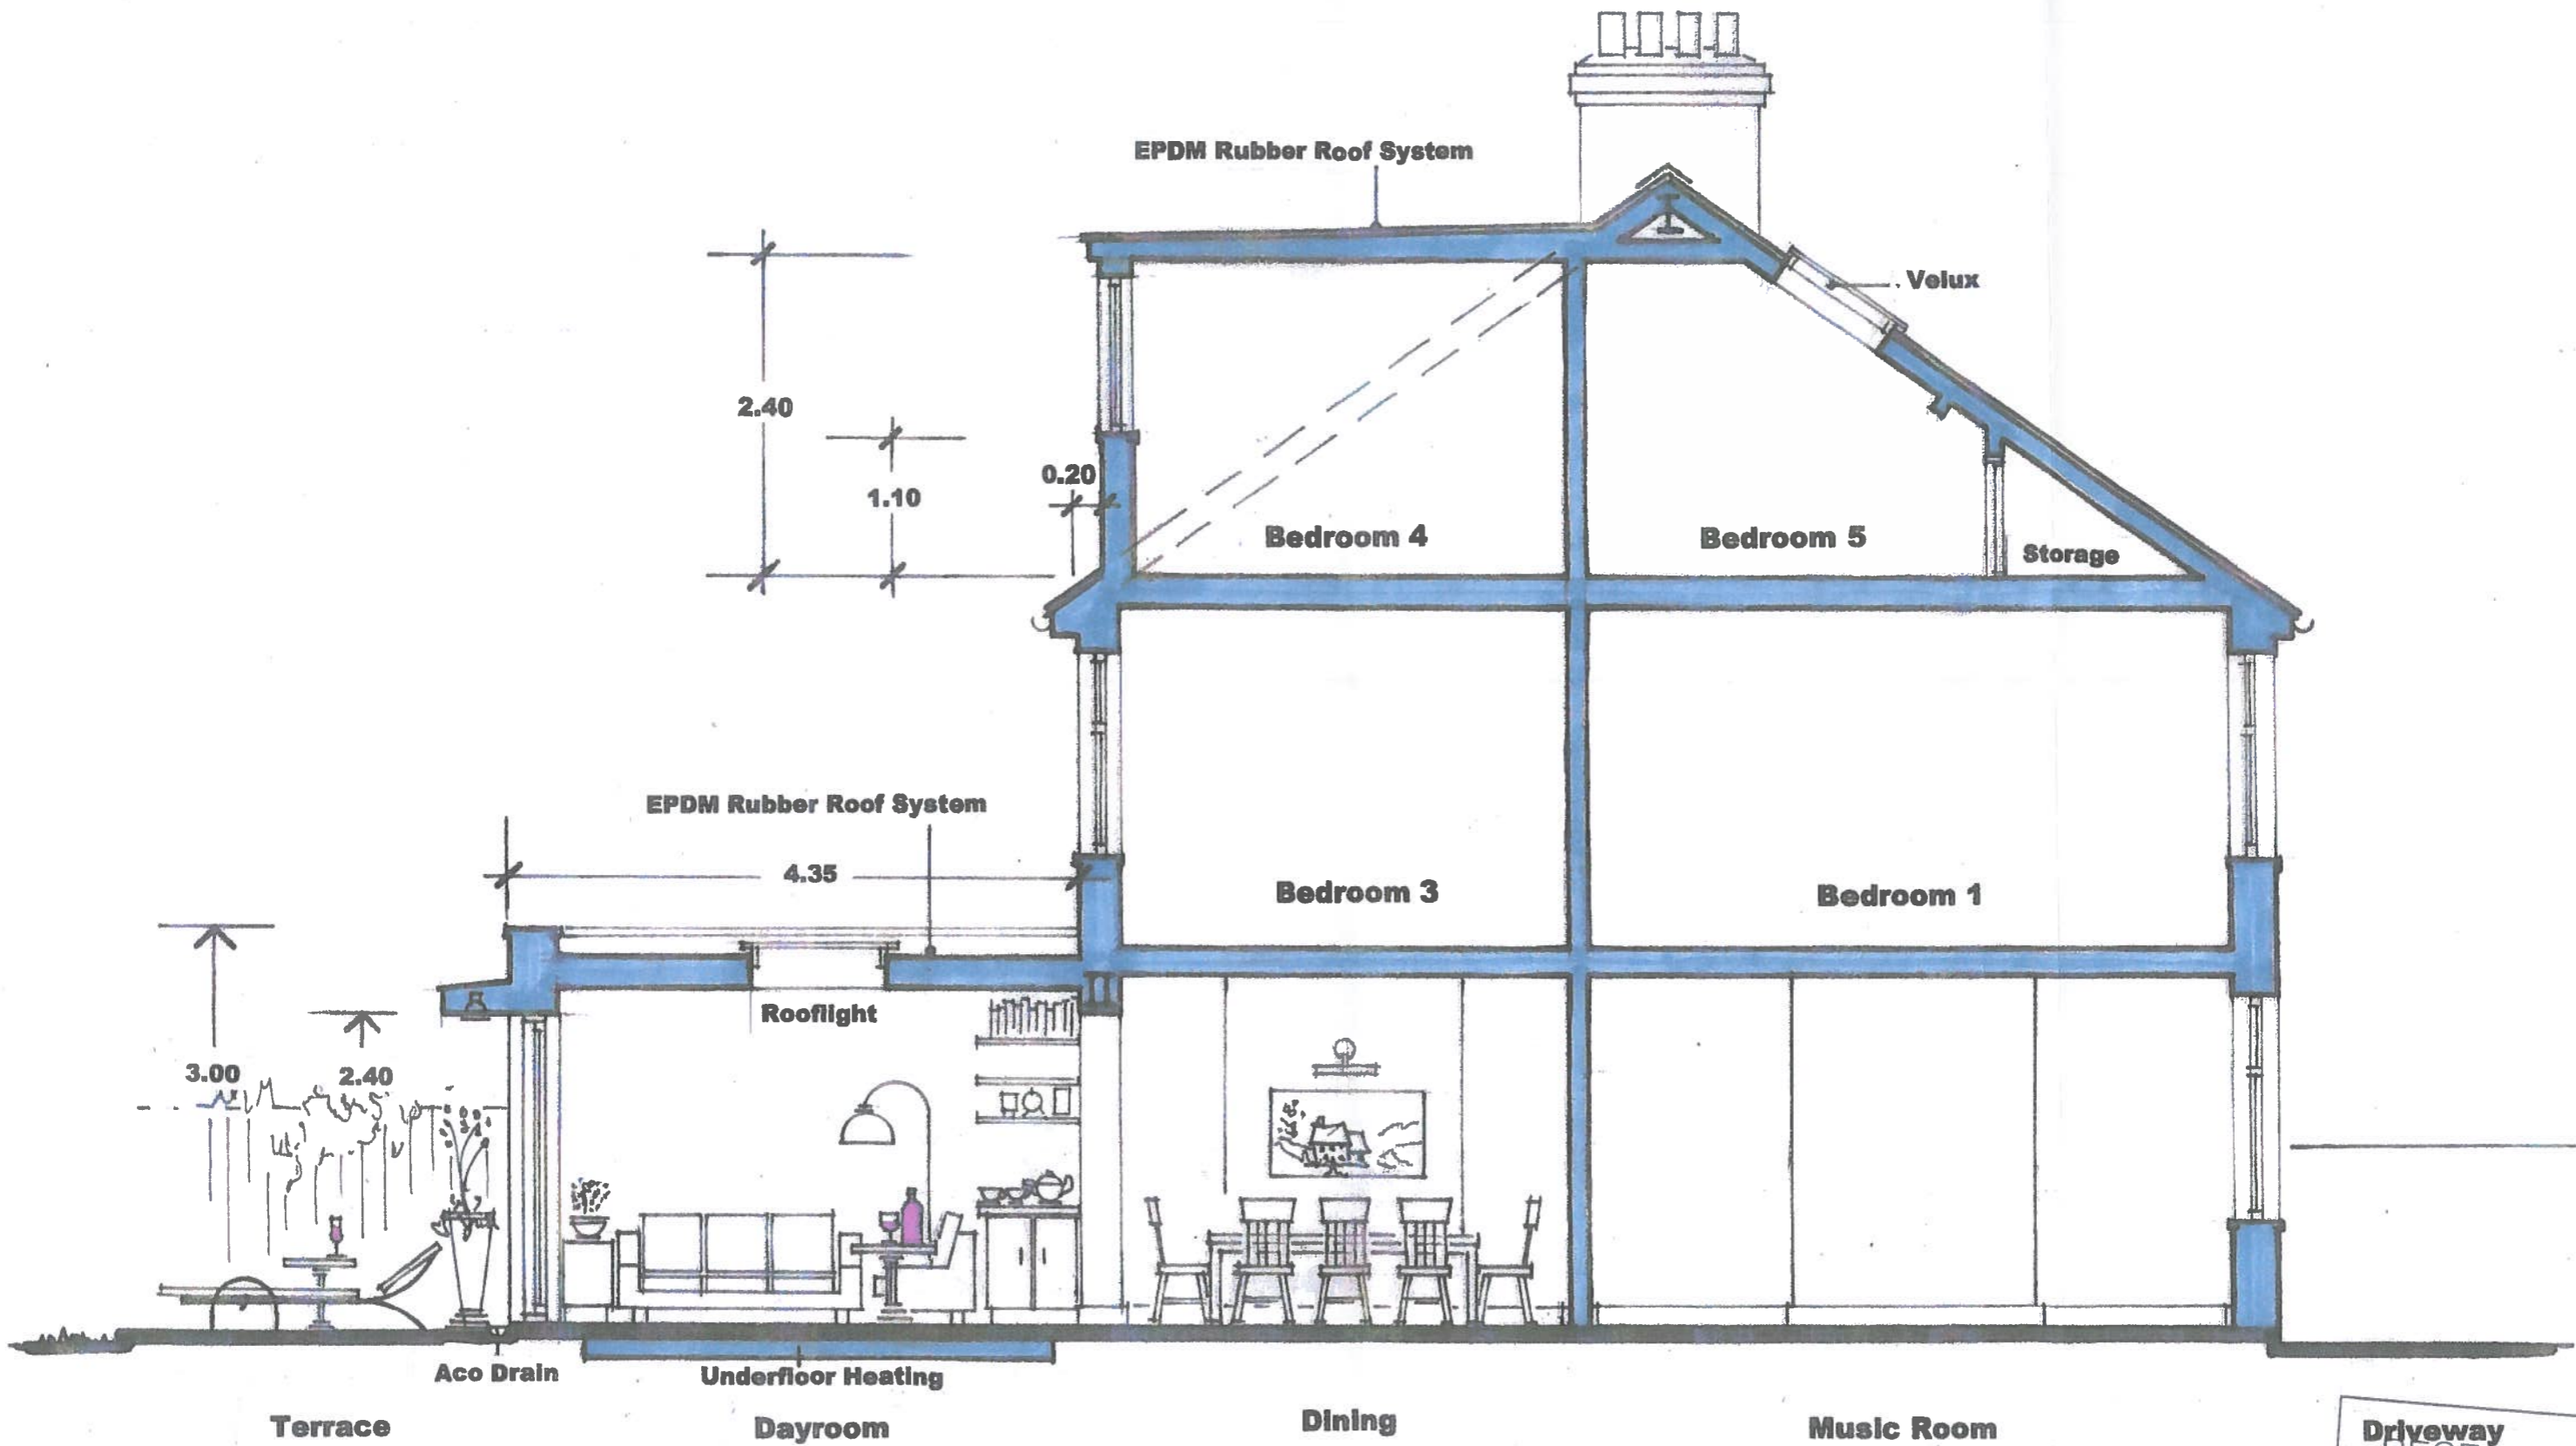 EPDM Rubber Roof System
Velux
2.40
1.10
0.20
Bedroom 4
Bedroom 5
Storage
EPDM Rubber Roof System
4.35
Bedroom 3
Bedroom 1
Rooflight
3.00
2.40
Aco Drain
Underfloor Heating
Terrace
Dayroom
Dining
Music Room
Driveway